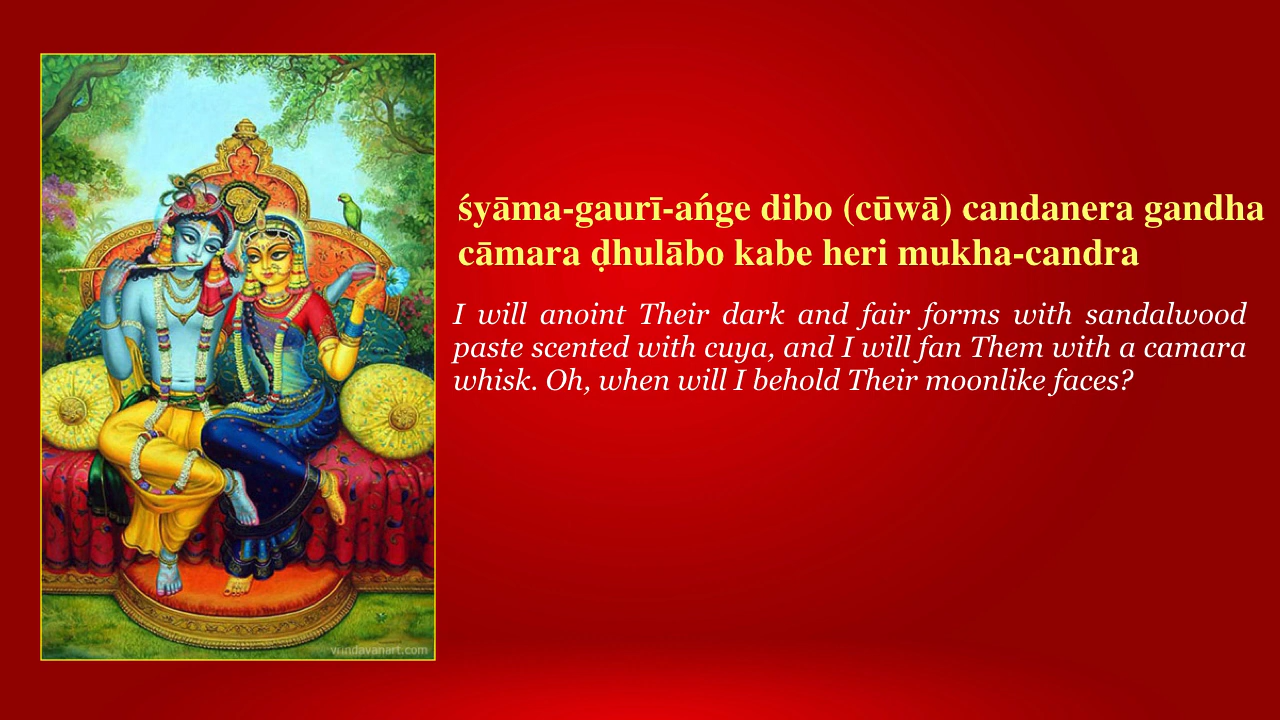 śyāma-gaurī-ańge dibo (cūwā) candanera gandha
cāmara ḍhulābo kabe heri mukha-candra
I will anoint Their dark and fair forms with sandalwood
paste scented with cuya, and I will fan Them with a camara
whisk. Oh, when will I behold Their moonlike faces?
vrindavanart.com